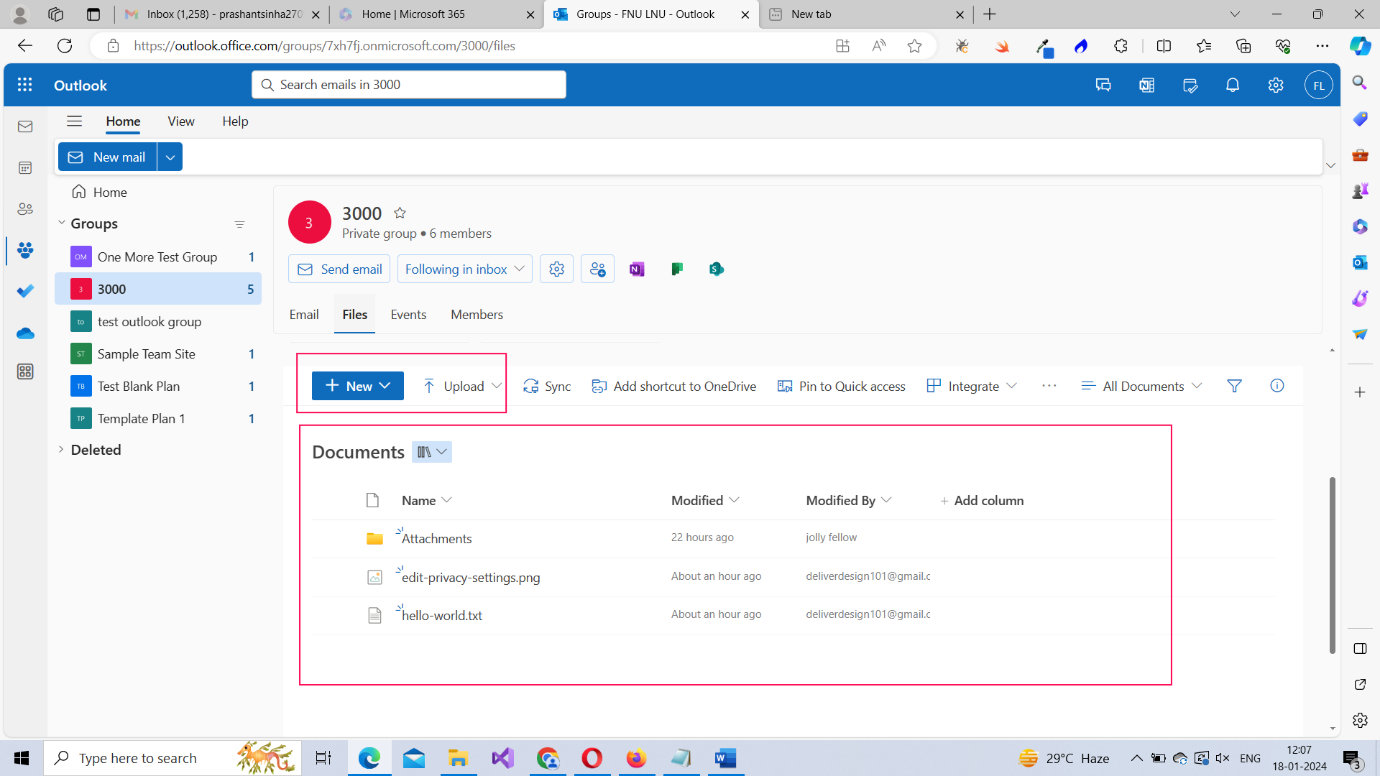 Inbox (1,258) - prashantsinha270
Home | Microsoft 365
Groups - FNU LNU - Outlook
New tab
https://outlook.office.com/groups/7xh7fj.onmicrosoft.com/3000/files
Outlook
Search emails in 3000
FL
Home View Help
New mail
Home
Groups
OM One More Test Group 1
3 3000 5
to test outlook group
ST Sample Team Site 1
TB Test Blank Plan 1
TP Template Plan 1 1
Deleted
3
3000
Private group • 6 members
Send email Following in inbox
Email Files Events Members
New Upload Sync Add shortcut to OneDrive Pin to Quick access Integrate ... All Documents
Documents
Name Modified Modified By + Add column
Attachments 22 hours ago jolly fellow
edit-privacy-settings.png About an hour ago deliverdesign101@gmail.c
hello-world.txt About an hour ago deliverdesign101@gmail.c
Type here to search
29°C Haze
ENG
12:07
18-01-2024
3